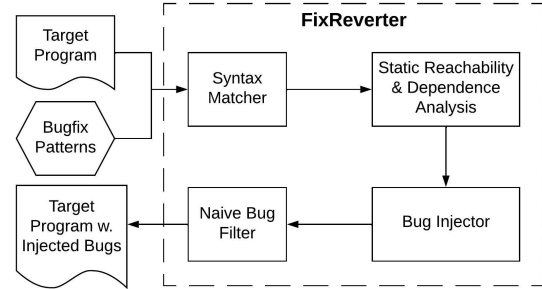 FixReverter
Target
Program
Syntax
Matcher
Static Reachability
& Dependence
Analysis
Bugfix
Patterns
Target
Program w.
Injected Bugs
Naive Bug
Filter
Bug Injector